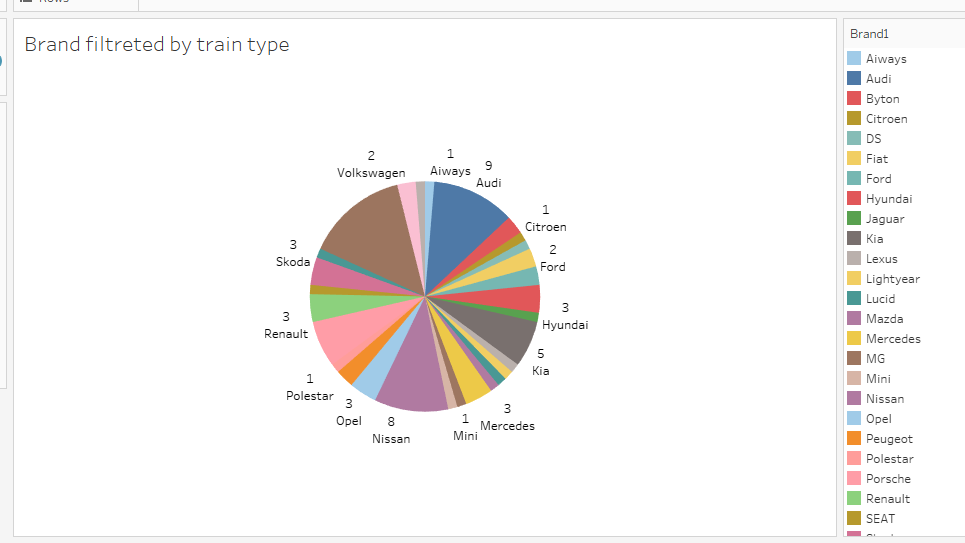 Brand filtreted by train type
2
Volkswagen
1
Aiways
9
Audi
1
Citroen
2
Ford
3
Hyundai
5
Kia
3
Mercedes
1
Mini
8
Nissan
3
Opel
1
Polestar
3
Renault
3
Skoda
Brand1
Aiways
Audi
Byton
Citroen
DS
Fiat
Ford
Hyundai
Jaguar
Kia
Lexus
Lightyear
Lucid
Mazda
Mercedes
MG
Mini
Nissan
Opel
Peugeot
Polestar
Porsche
Renault
SEAT